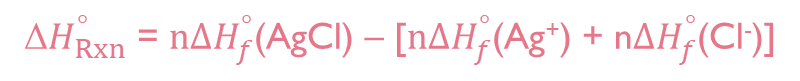 ΔH°Rxn = nΔH°f(AgCl) – [nΔH°f(Ag⁺) + nΔH°f(Cl⁻)]